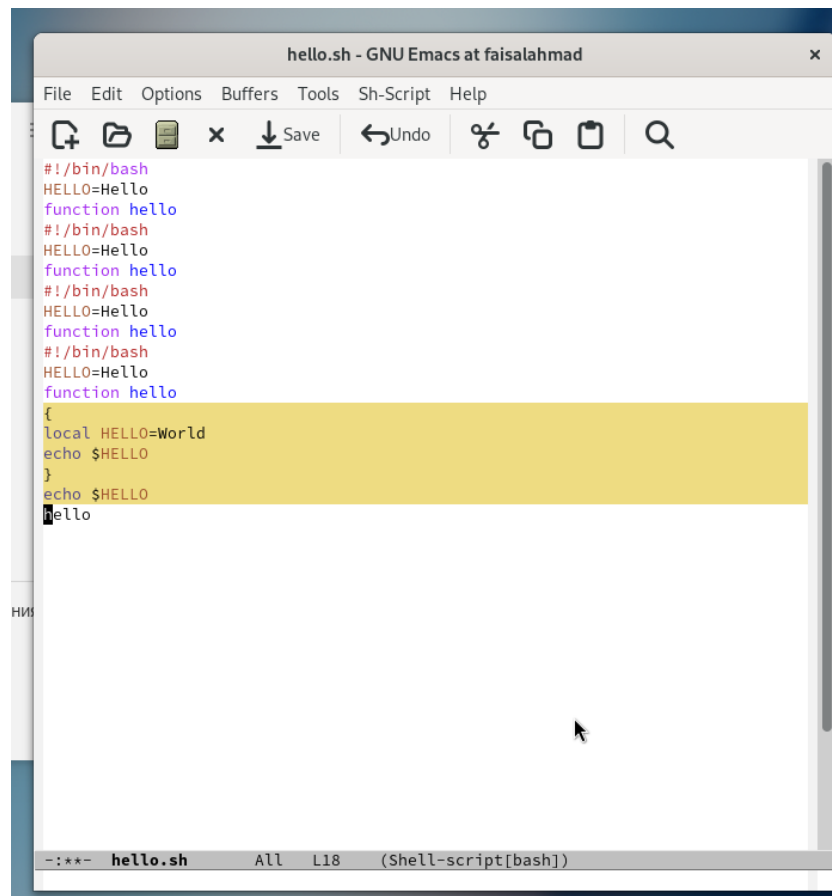 hello.sh - GNU Emacs at faisalahmad
File Edit Options Buffers Tools Sh-Script Help
Save Undo
#!/bin/bash
HELLO=Hello
function hello
#!/bin/bash
HELLO=Hello
function hello
#!/bin/bash
HELLO=Hello
function hello
#!/bin/bash
HELLO=Hello
function hello
{
local HELLO=World
echo $HELLO
}
echo $HELLO
hello
-:**- hello.sh All L18 (Shell-script[bash])